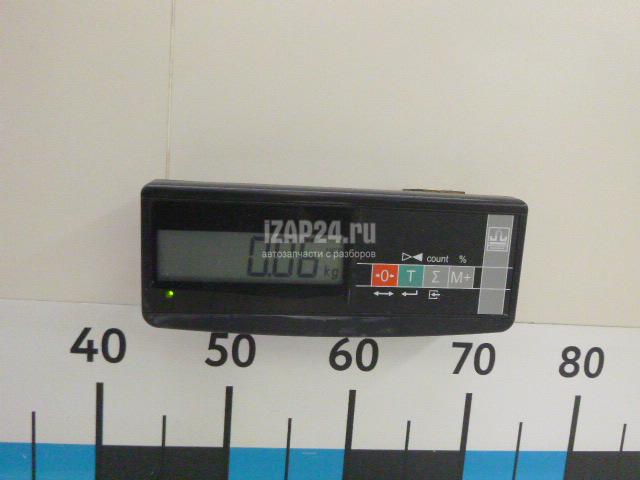 iZAP24.ru
автозапчасти с разборов
0.06 kg
count %
→0← T Σ M+
40 50 60 70 80